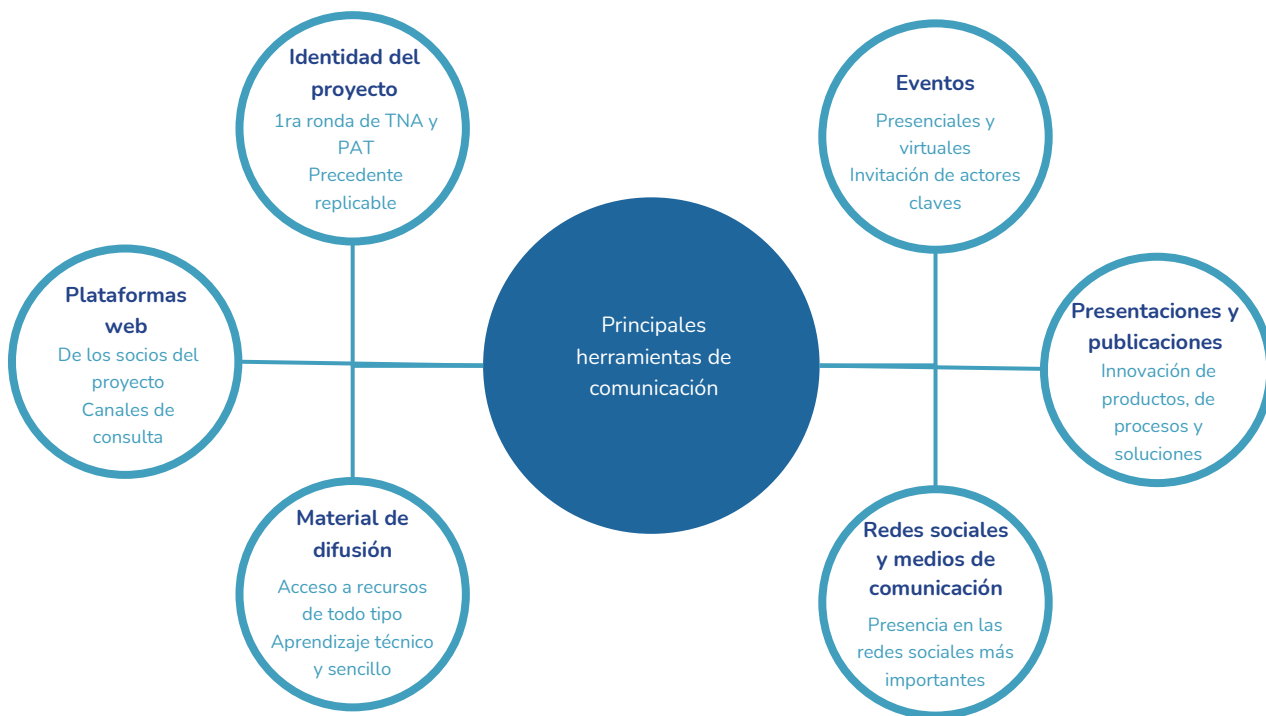 Identidad del
proyecto
1ra ronda de TNA y
PAT
Precedente
replicable
Eventos
Presenciales y
virtuales
Invitación de actores
claves
Plataformas
web
De los socios del
proyecto
Canales de
consulta
Principales
herramientas de
comunicación
Presentaciones y
publicaciones
Innovación de
productos, de
procesos y
soluciones
Material de
difusión
Acceso a recursos
de todo tipo
Aprendizaje técnico
y sencillo
Redes sociales
y medios de
comunicación
Presencia en las
redes sociales más
importantes